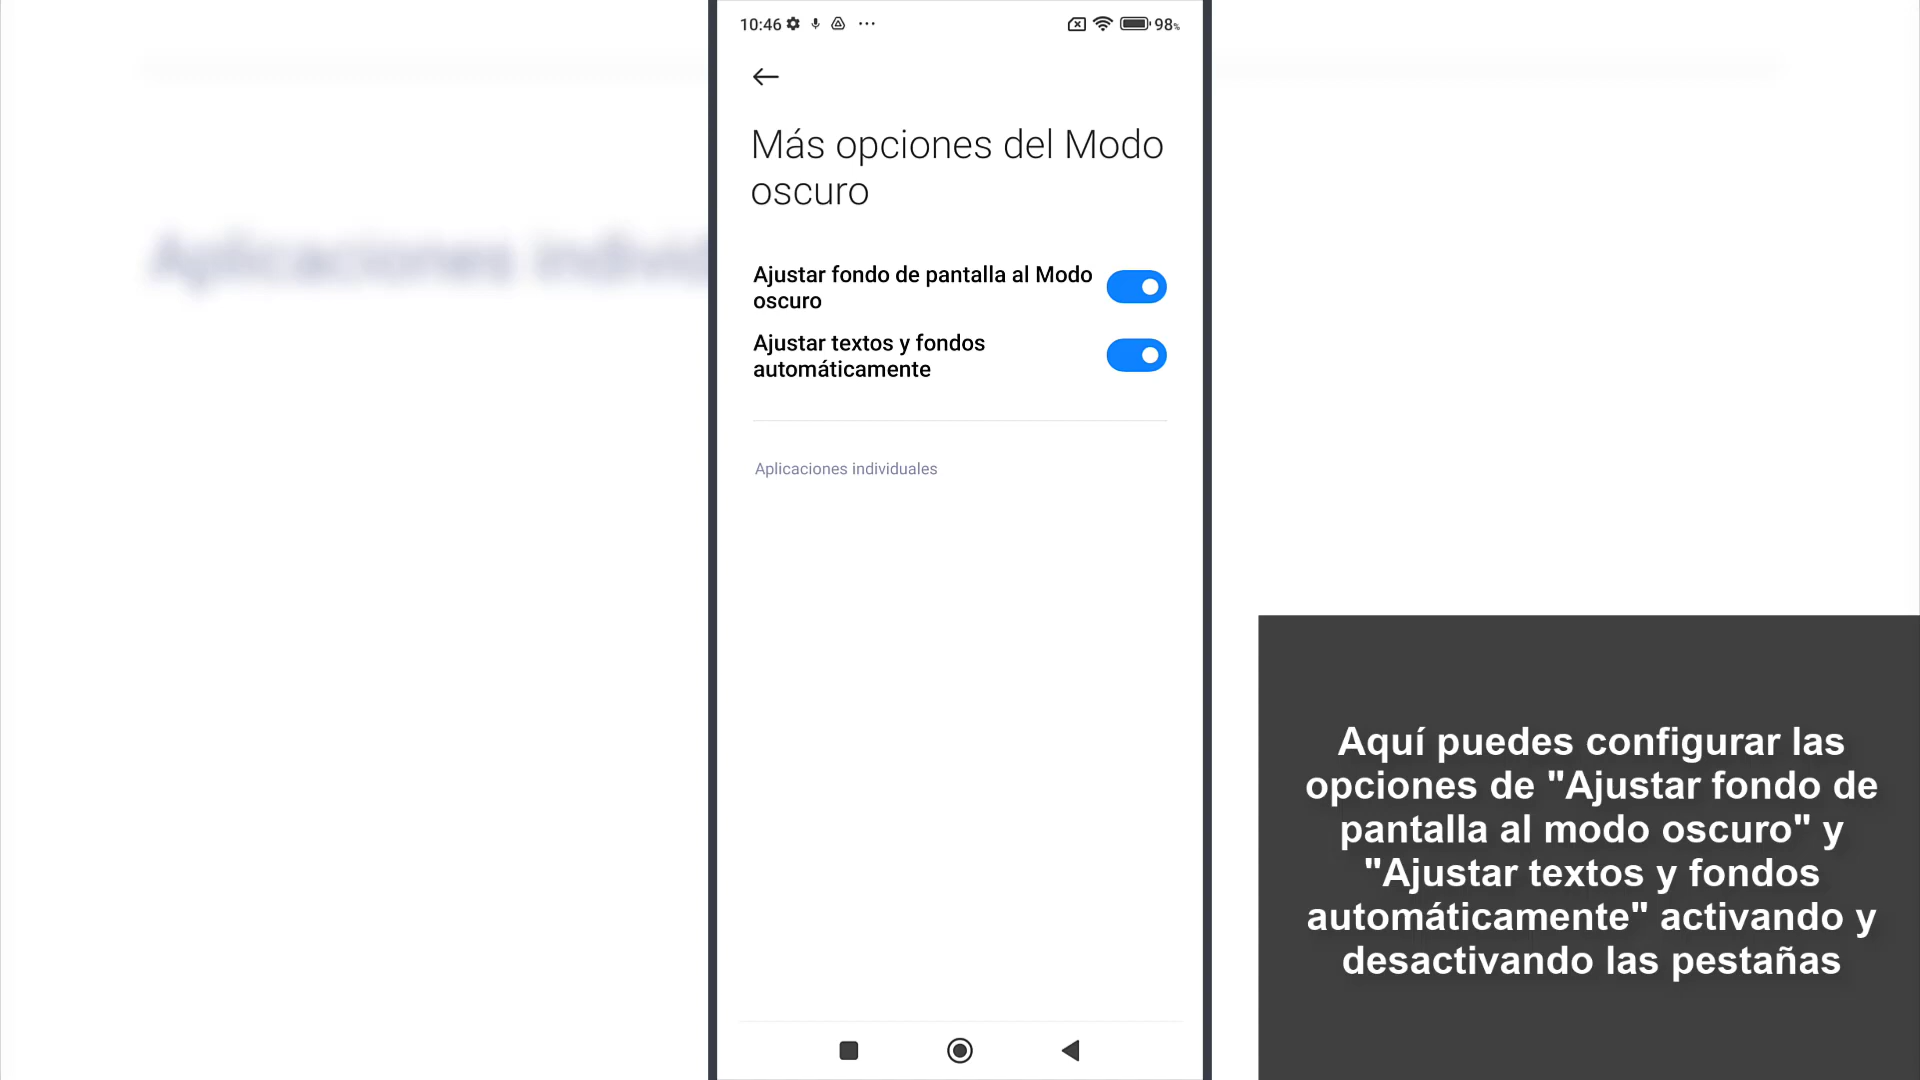 10:46 98%
Más opciones del Modo
oscuro
Aplicaciones individ
Ajustar fondo de pantalla al Modo
oscuro
Ajustar textos y fondos
automáticamente
Aplicaciones individuales
Aquí puedes configurar las
opciones de "Ajustar fondo de
pantalla al modo oscuro" y
"Ajustar textos y fondos
automáticamente" activando y
desactivando las pestañas